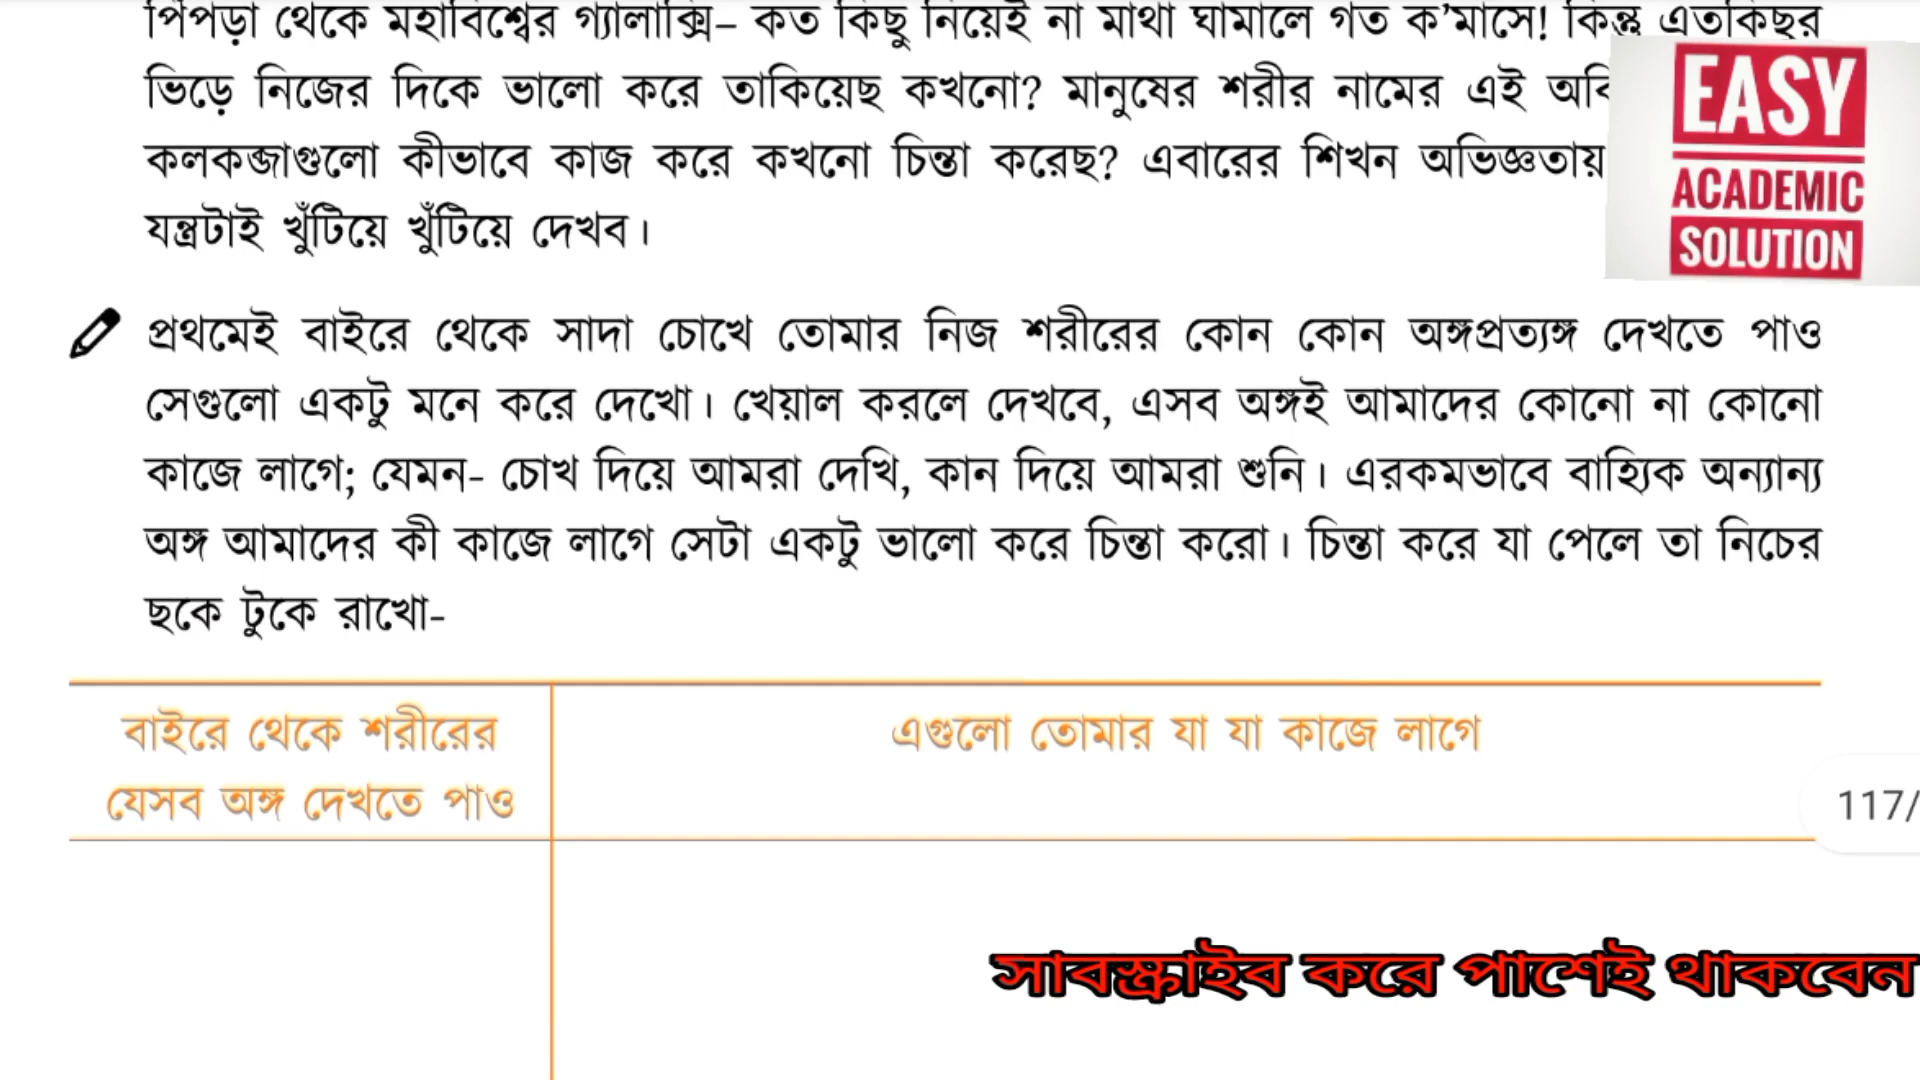 পিঁপড়া থেকে মহাবিশ্বের গ্যালাক্সি– কত কিছু নিয়েই না মাথা ঘামালে গত ক’মাসে! কিন্তু এতকিছুর
ভিড়ে নিজের দিকে ভালো করে তাকিয়েছ কখনো? মানুষের শরীর নামের এই
কলকব্জাগুলো কীভাবে কাজ করে কখনো চিন্তা করেছ? এবারের শিখন অভিজ্ঞতায়
যন্ত্রটাই খুঁটিয়ে খুঁটিয়ে দেখব।
EASY
ACADEMIC
SOLUTION
প্রথমেই বাইরে থেকে সাদা চোখে তোমার নিজ শরীরের কোন কোন অঙ্গপ্রত্যঙ্গ দেখতে পাও
সেগুলো একটু মনে করে দেখো। খেয়াল করলে দেখবে, এসব অঙ্গই আমাদের কোনো না কোনো
কাজে লাগে; যেমন- চোখ দিয়ে আমরা দেখি, কান দিয়ে আমরা শুনি। এরকমভাবে বাহ্যিক অন্যান্য
অঙ্গ আমাদের কী কাজে লাগে সেটা একটু ভালো করে চিন্তা করো। চিন্তা করে যা পেলে তা নিচের
ছকে টুকে রাখো-
বাইরে থেকে শরীরের
যেসব অঙ্গ দেখতে পাও
এগুলো তোমার যা যা কাজে লাগে
117/
সাবস্ক্রাইব করে পাশেই থাকবেন